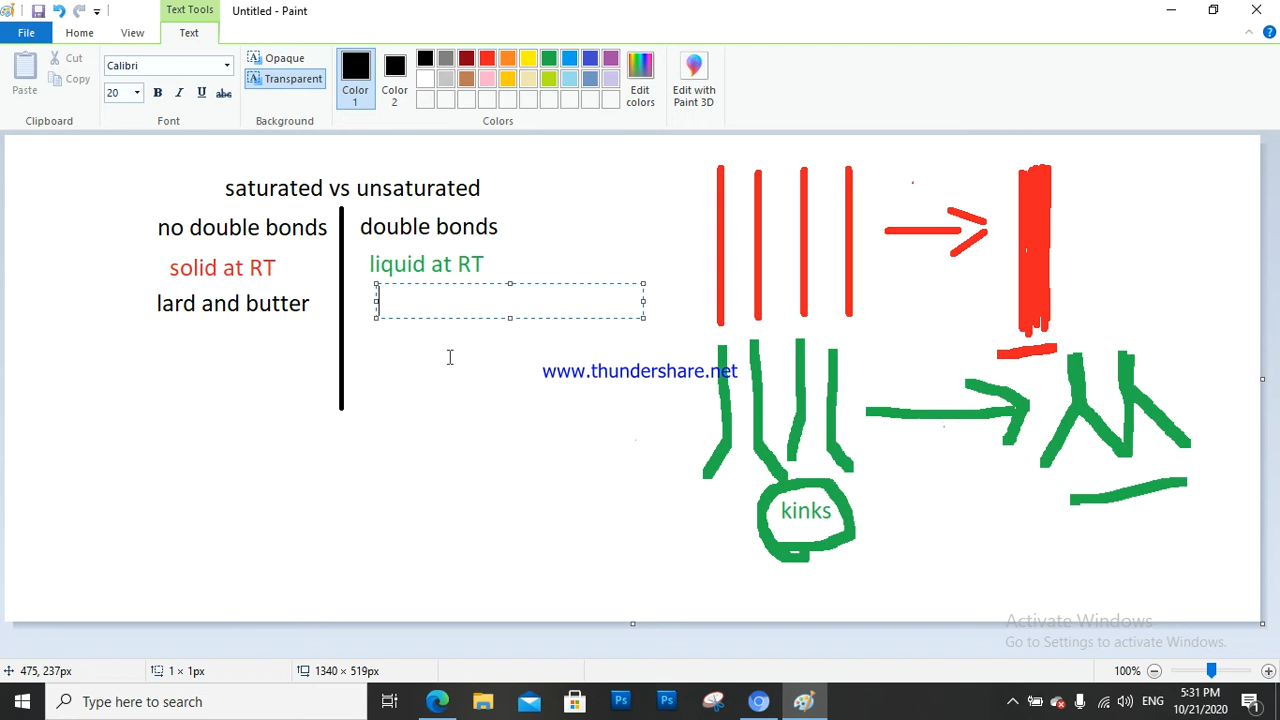 Text Tools
Untitled - Paint
File
Home
View
Text
Paste
Cut
Copy
Clipboard
Calibri
20
B I U abc
Font
Opaque
Transparent
Background
Color 1
Color 2
Edit colors
Colors
Edit with Paint 3D
saturated vs unsaturated
no double bonds
double bonds
solid at RT
liquid at RT
lard and butter
www.thundershare.net
kinks
Activate Windows
Go to Settings to activate Windows.
475, 237px
1 × 1px
1340 × 519px
100%
Type here to search
Ps
Ps
ENG
5:31 PM
10/21/2020
1